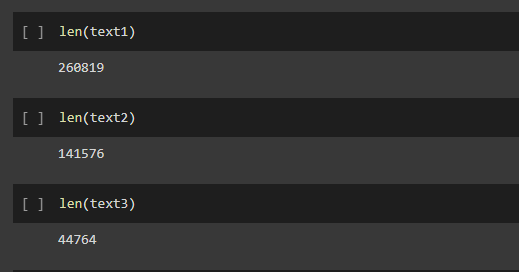 [ ] len(text1)
260819
[ ] len(text2)
141576
[ ] len(text3)
44764